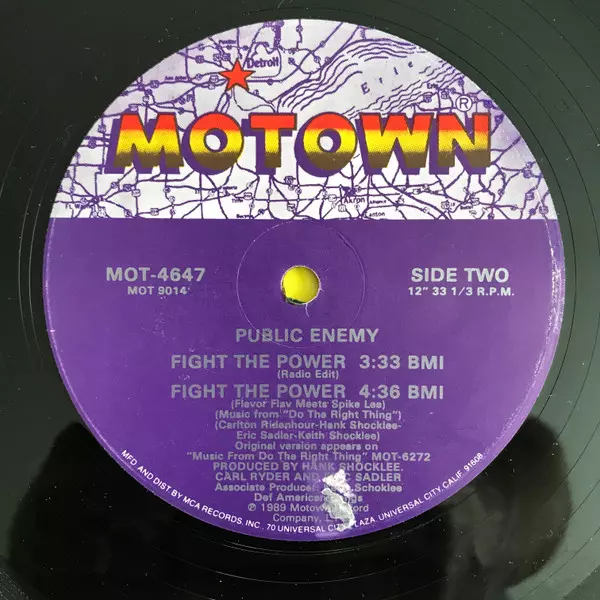 Detroit
Erie
MOTOWN®
Akron
MOT-4647
MOT 9014
SIDE TWO
12" 33 1/3 R.P.M.
PUBLIC ENEMY
FIGHT THE POWER 3:33 BMI
(Radio Edit)
FIGHT THE POWER 4:36 BMI
(Flavor Flav Meets Spike Lee)
(Music from "Do The Right Thing")
(Carlton Ridenhour-Hank Shocklee-
Eric Sadler-Keith Shocklee)
Original version appears on
"Music From Do The Right Thing" MOT-6272
PRODUCED BY HANK SHOCKLEE.
CARL RYDER AND SADLER
Associate Producer: Schoklee
Def American
℗ 1989 Motown Record
Company,
MFD. AND DIST. BY MCA RECORDS, INC. 70 UNIVERSAL CITY PLAZA, UNIVERSAL CITY, CALIF. 91608